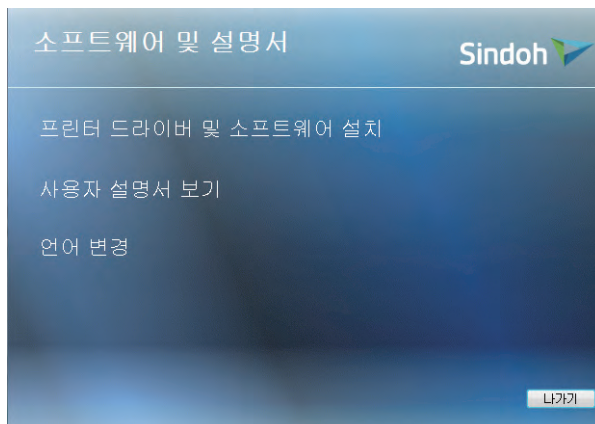 소프트웨어 및 설명서
Sindoh
프린터 드라이버 및 소프트웨어 설치
사용자 설명서 보기
언어 변경
나가기